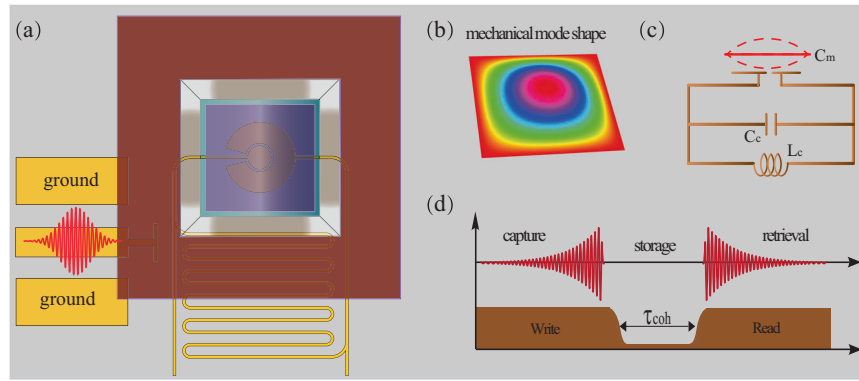 (a)
ground
ground
(b)
mechanical mode shape
(c)
Cm
Cc
Lc
(d)
capture
storage
retrieval
Write
τcoh
Read